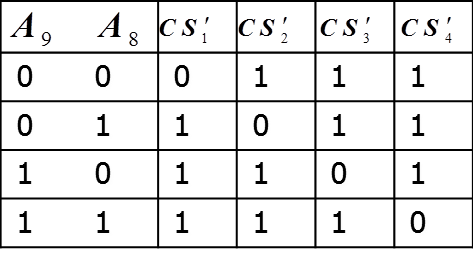 A₉ A₈ CS′₁ CS′₂ CS′₃ CS′₄
0 0 0 1 1 1
0 1 1 0 1 1
1 0 1 1 0 1
1 1 1 1 1 0